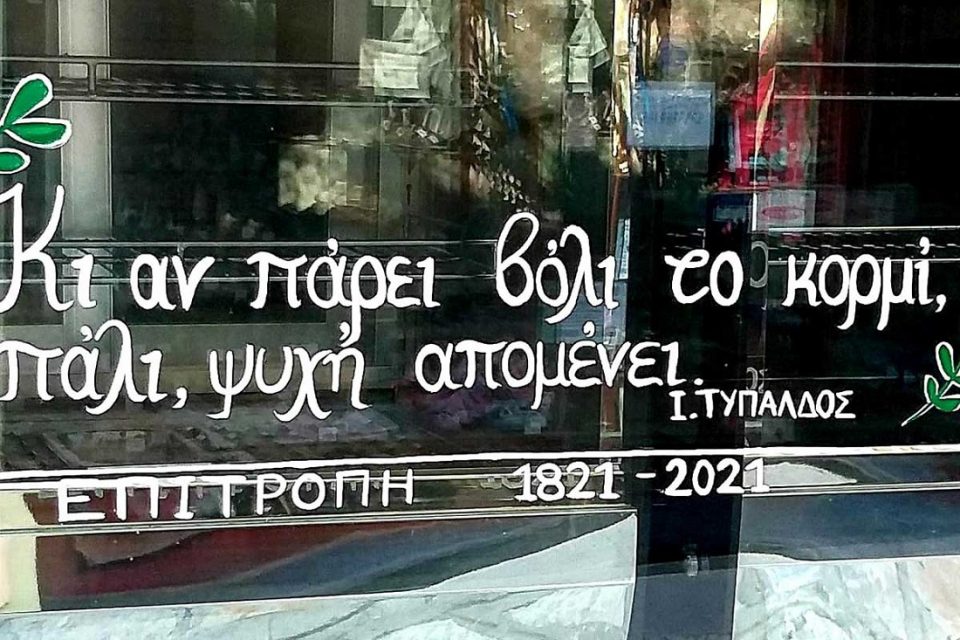 Κι αν πάρει βόλι το κορμί,
πάλι, ψυχή απομένει.
Ι. ΤΥΠΑΛΔΟΣ
ΕΠΙΤΡΟΠΗ 1821-2021